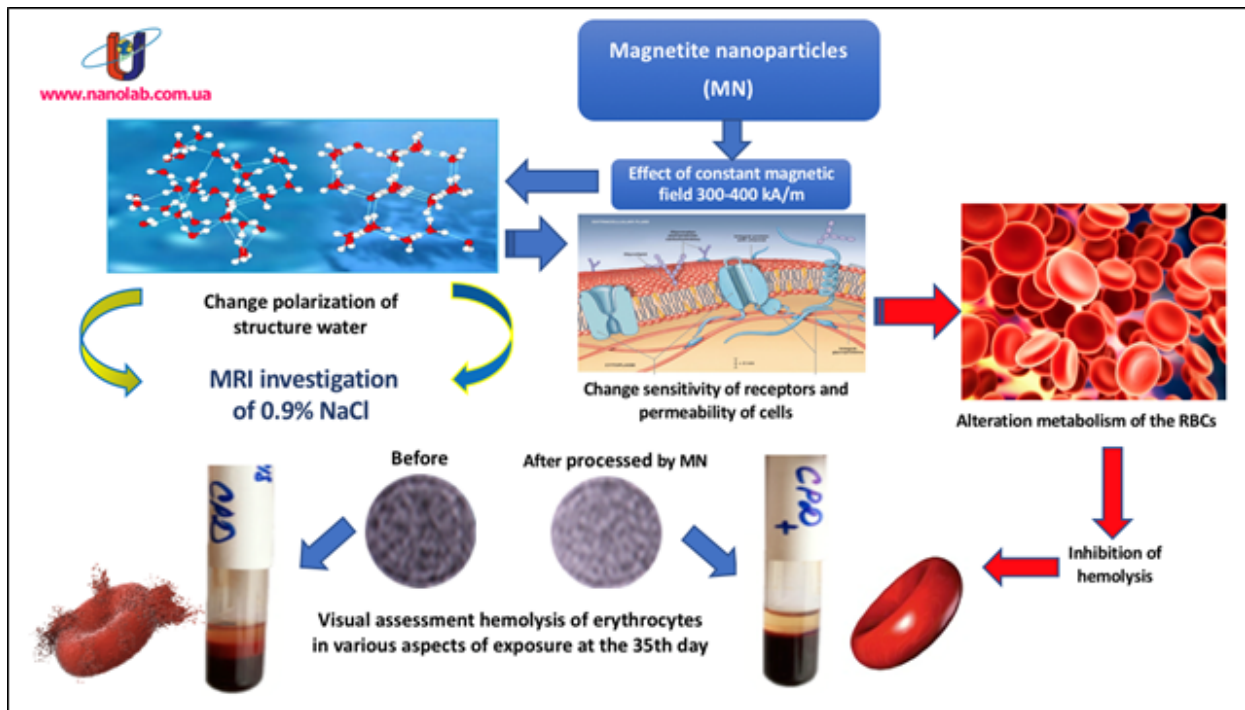 www.nanolab.com.ua
Magnetite nanoparticles
(MN)
Effect of constant magnetic
field 300-400 kA/m
Change polarization of
structure water
MRI investigation
of 0.9% NaCl
Change sensitivity of receptors and
permeability of cells
Alteration metabolism of the RBCs
Before
After processed by MN
CPD
CPD
+
Inhibition of
hemolysis
Visual assessment hemolysis of erythrocytes
in various aspects of exposure at the 35th day